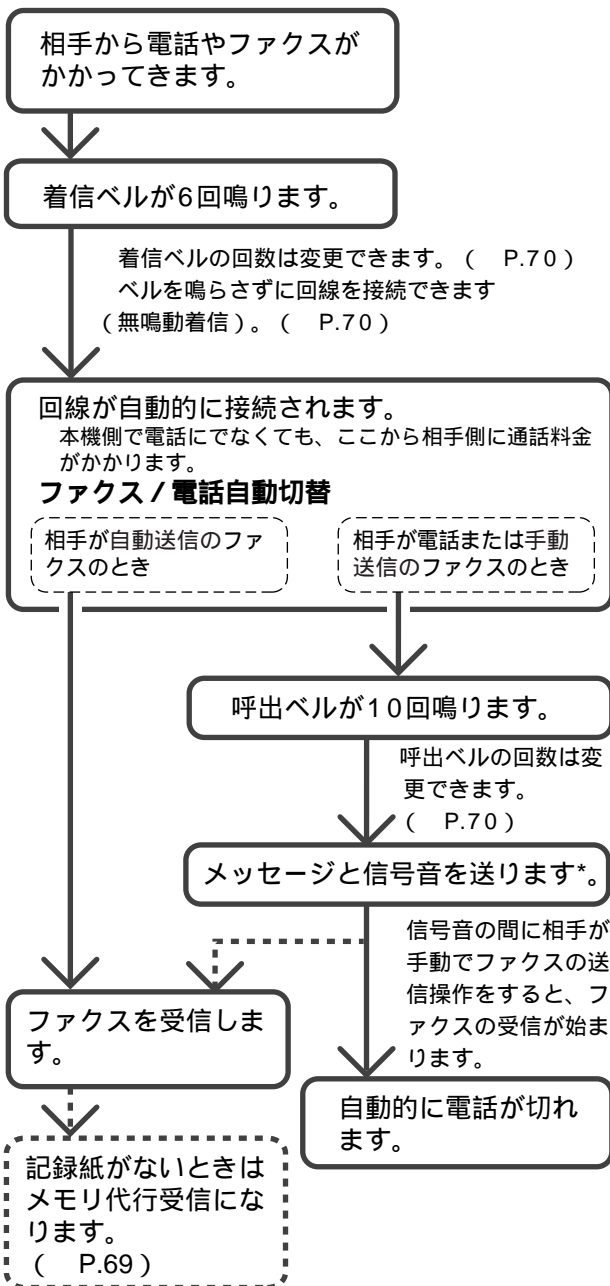 相手から電話やファクスが
かかってきます。
着信ベルが6回鳴ります。
着信ベルの回数は変更できます。(　P.70)
ベルを鳴らさずに回線を接続できます
(無鳴動着信)。(　P.70)
回線が自動的に接続されます。
本機側で電話にでなくても、ここから相手側に通話料金
がかかります。
ファクス / 電話自動切替
相手が自動送信のファ
クスのとき
相手が電話または手動
送信のファクスのとき
呼出ベルが10回鳴ります。
呼出ベルの回数は変
更できます。
(　P.70)
メッセージと信号音を送ります*。
信号音の間に相手が
手動でファクスの送
信操作をすると、フ
ァクスの受信が始ま
ります。
ファクスを受信しま
す。
自動的に電話が切れ
ます。
記録紙がないときは
メモリ代行受信にな
ります。
(　P.69)